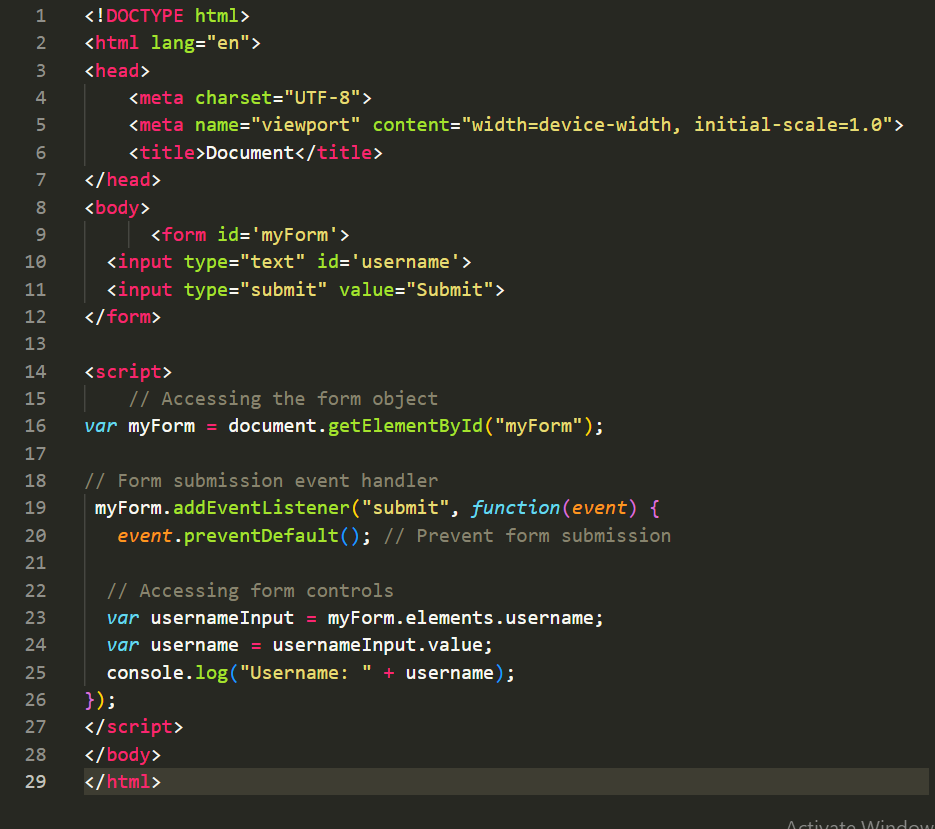 1 <!DOCTYPE html>
2 <html lang="en">
3 <head>
4     <meta charset="UTF-8">
5     <meta name="viewport" content="width=device-width, initial-scale=1.0">
6     <title>Document</title>
7 </head>
8 <body>
9       <form id='myForm'>
10   <input type="text" id='username'>
11   <input type="submit" value="Submit">
12 </form>
13
14 <script>
15     // Accessing the form object
16 var myForm = document.getElementById("myForm");
17
18 // Form submission event handler
19  myForm.addEventListener("submit", function(event) {
20    event.preventDefault(); // Prevent form submission
21
22   // Accessing form controls
23   var usernameInput = myForm.elements.username;
24   var username = usernameInput.value;
25   console.log("Username: " + username);
26 });
27 </script>
28 </body>
29 </html>
Activate Window